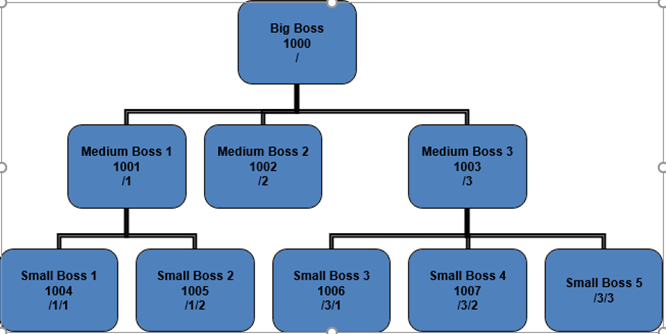 Big Boss
1000
/
Medium Boss 1
1001
/1
Medium Boss 2
1002
/2
Medium Boss 3
1003
/3
Small Boss 1
1004
/1/1
Small Boss 2
1005
/1/2
Small Boss 3
1006
/3/1
Small Boss 4
1007
/3/2
Small Boss 5
/3/3